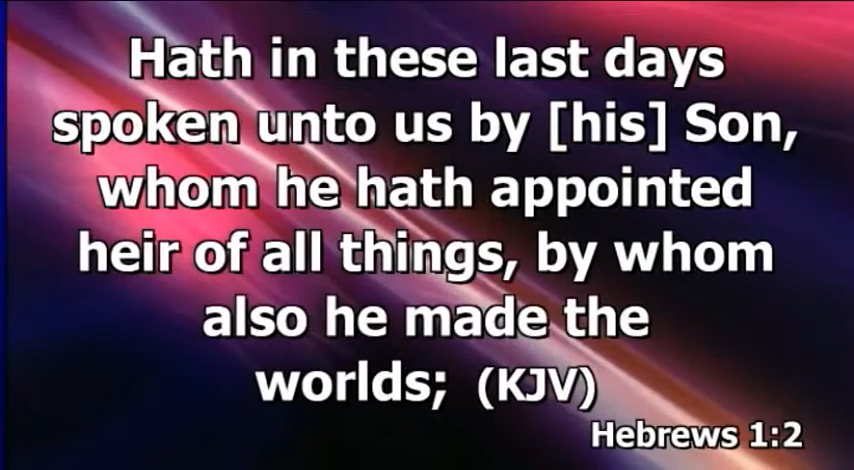 Hath in these last days
spoken unto us by [his] Son,
whom he hath appointed
heir of all things, by whom
also he made the
worlds; (KJV)
Hebrews 1:2